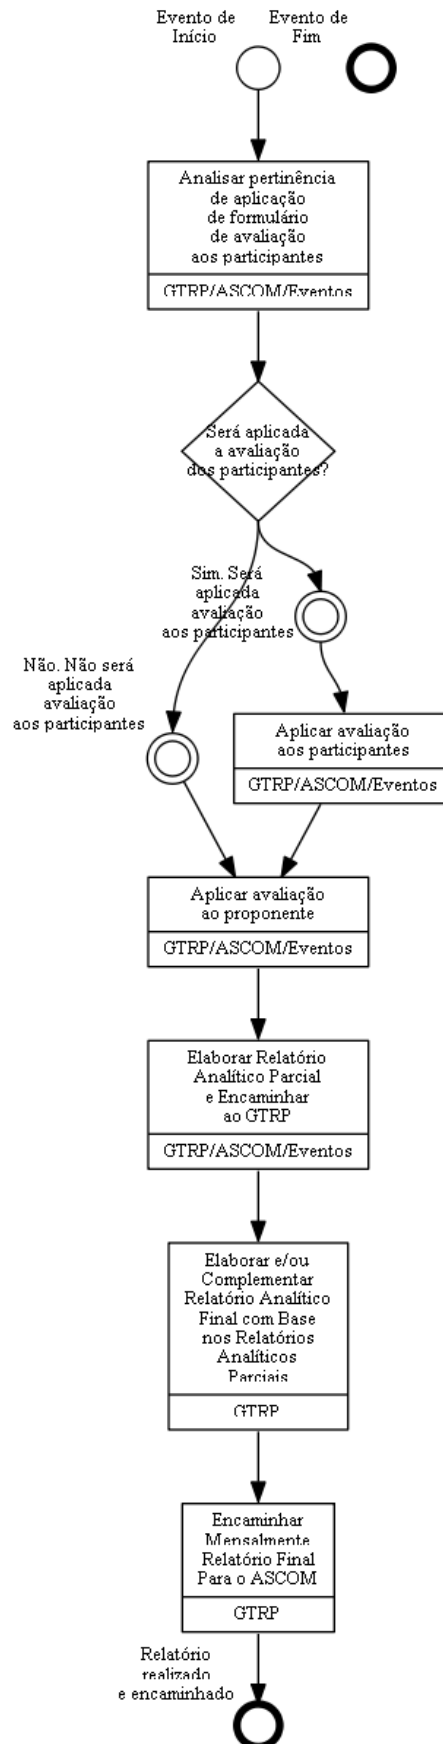 Evento de
Início
Evento de
Fim
Analisar pertinência
de aplicação
de formulário
de avaliação
aos participantes
GTRP/ASCOM/Eventos
Será aplicada
a avaliação
dos participantes?
Sim. Será
aplicada
avaliação
aos participantes
Não. Não será
aplicada
avaliação
aos participantes
Aplicar avaliação
aos participantes
GTRP/ASCOM/Eventos
Aplicar avaliação
ao proponente
GTRP/ASCOM/Eventos
Elaborar Relatório
Analítico Parcial
e Encaminhar
ao GTRP
GTRP/ASCOM/Eventos
Elaborar e/ou
Complementar
Relatório Analítico
Final com Base
nos Relatórios
Analíticos
Parciais
GTRP
Encaminhar
Mensalmente
Relatório Final
Para o ASCOM
GTRP
Relatório
realizado
e encaminhado